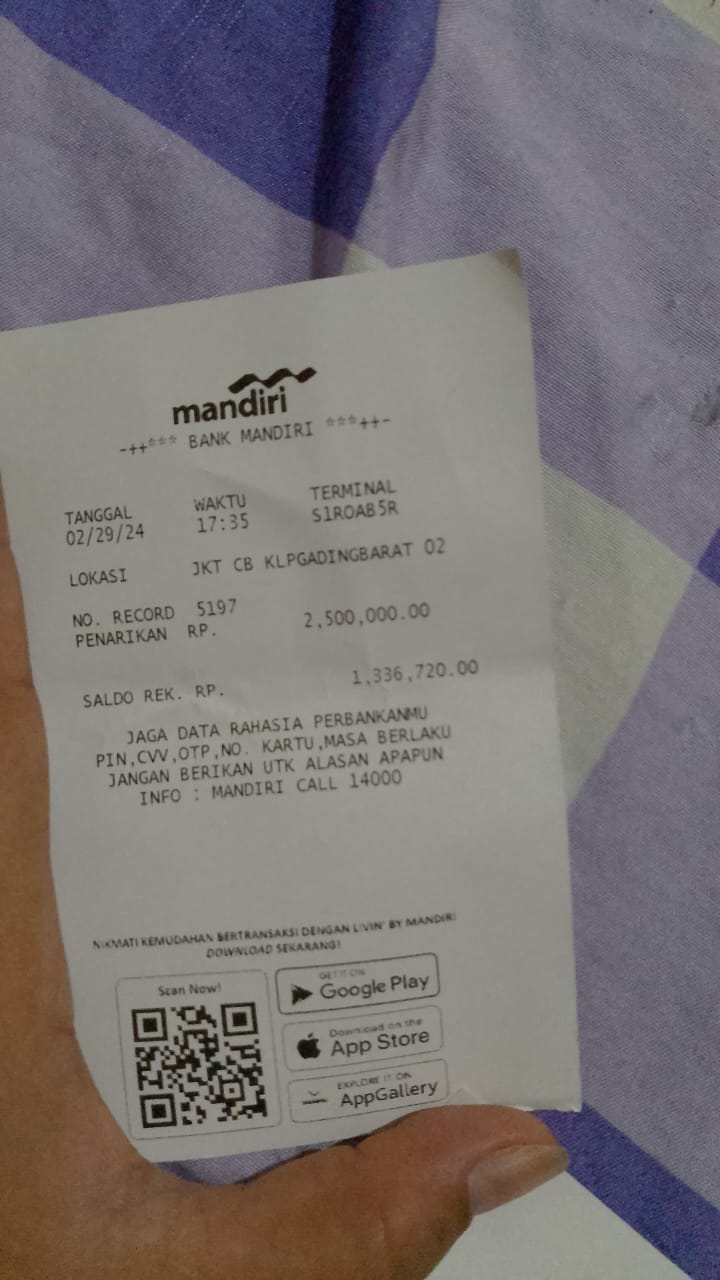 mandiri
-++*** BANK MANDIRI ***++-
TANGGAL WAKTU TERMINAL
02/29/24 17:35 S1ROAB5R
LOKASI JKT CB KLPGADINGBARAT 02
NO. RECORD 5197
PENARIKAN RP. 2,500,000.00
SALDO REK. RP. 1,336,720.00
JAGA DATA RAHASIA PERBANKANMU
PIN,CVV,OTP,NO. KARTU,MASA BERLAKU
JANGAN BERIKAN UTK ALASAN APAPUN
INFO : MANDIRI CALL 14000
NIKMATI KEMUDAHAN BERTRANSAKSI DENGAN LIVIN' BY MANDIRI
DOWNLOAD SEKARANG!
Scan Now!
GET IT ON
Google Play
Download on the
App Store
EXPLORE IT ON
AppGallery